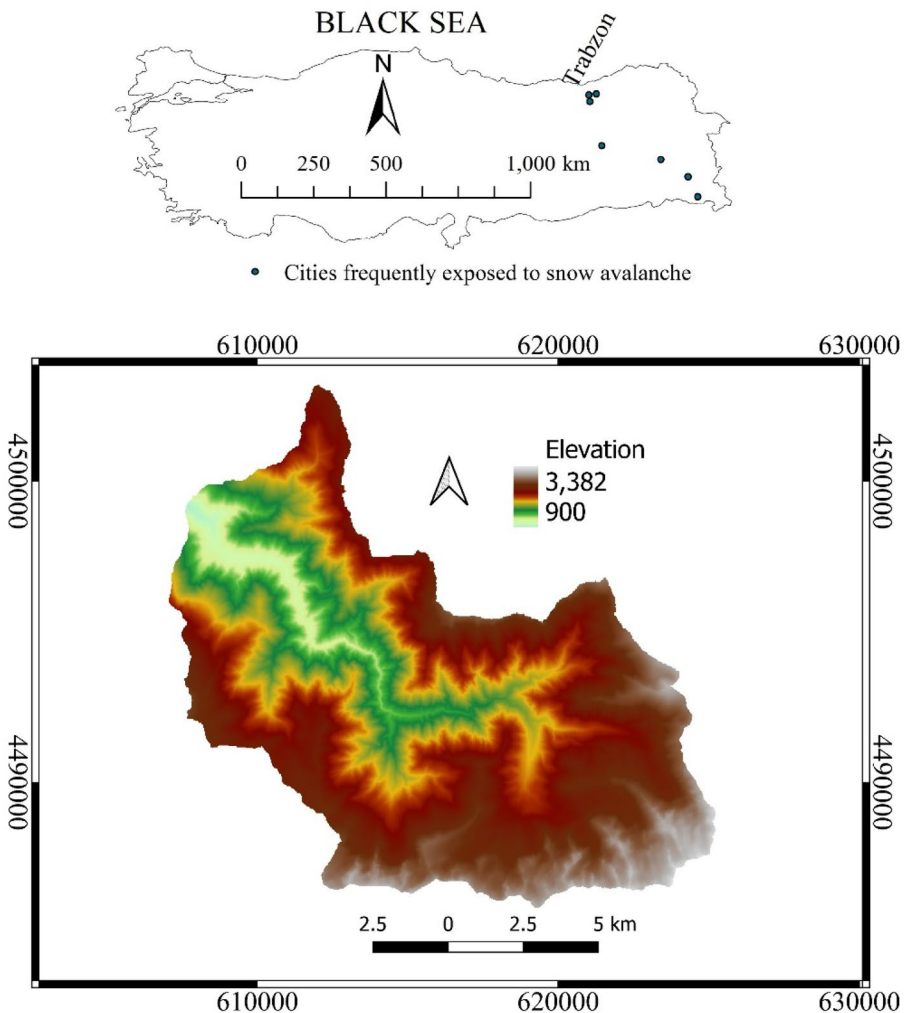 BLACK SEA
Trabzon
N
0 250 500 1,000 km
Cities frequently exposed to snow avalanche
610000 620000 630000
Elevation
3,382
900
4500000 4500000
4490000 4490000
2.5 0 2.5 5 km
610000 620000 630000